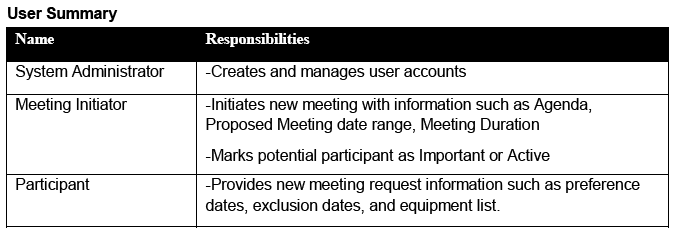 User Summary
Name Responsibilities
System Administrator -Creates and manages user accounts
Meeting Initiator -Initiates new meeting with information such as Agenda,
Proposed Meeting date range, Meeting Duration
-Marks potential participant as Important or Active
Participant -Provides new meeting request information such as preference
dates, exclusion dates, and equipment list.